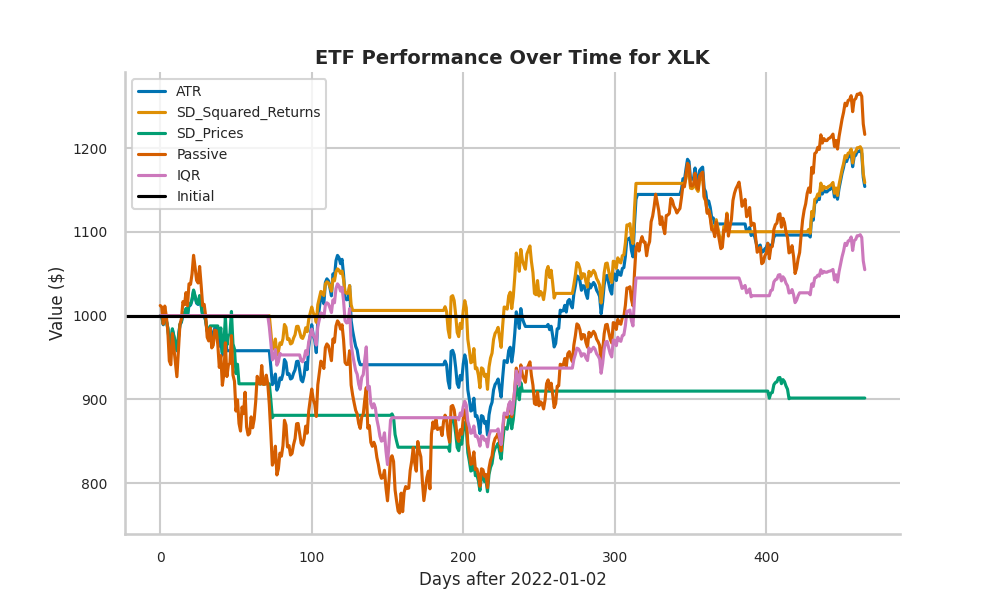 ETF Performance Over Time for XLK
ATR
SD_Squared_Returns
SD_Prices
Passive
IQR
Initial
1200
1100
1000
900
800
Value ($)
0 100 200 300 400
Days after 2022-01-02